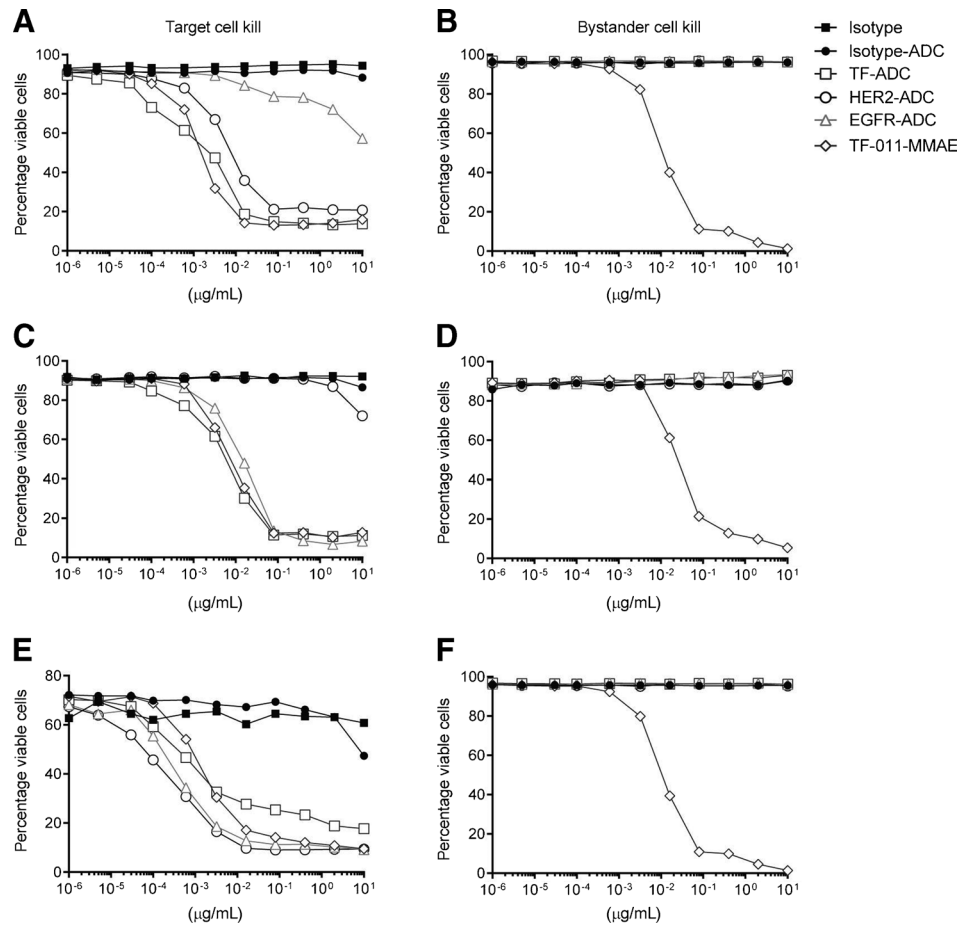 A
Target cell kill
Percentage viable cells
100
80
60
40
20
0
10-6 10-5 10-4 10-3 10-2 10-1 100 101
(μg/mL)
B
Bystander cell kill
Percentage viable cells
100
80
60
40
20
0
10-6 10-5 10-4 10-3 10-2 10-1 100 101
(μg/mL)
Isotype
Isotype-ADC
TF-ADC
HER2-ADC
EGFR-ADC
TF-011-MMAE
C
Percentage viable cells
100
80
60
40
20
0
10-6 10-5 10-4 10-3 10-2 10-1 100 101
(μg/mL)
D
Percentage viable cells
100
80
60
40
20
0
10-6 10-5 10-4 10-3 10-2 10-1 100 101
(μg/mL)
E
Percentage viable cells
80
60
40
20
0
10-6 10-5 10-4 10-3 10-2 10-1 100 101
(μg/mL)
F
Percentage viable cells
100
80
60
40
20
0
10-6 10-5 10-4 10-3 10-2 10-1 100 101
(μg/mL)